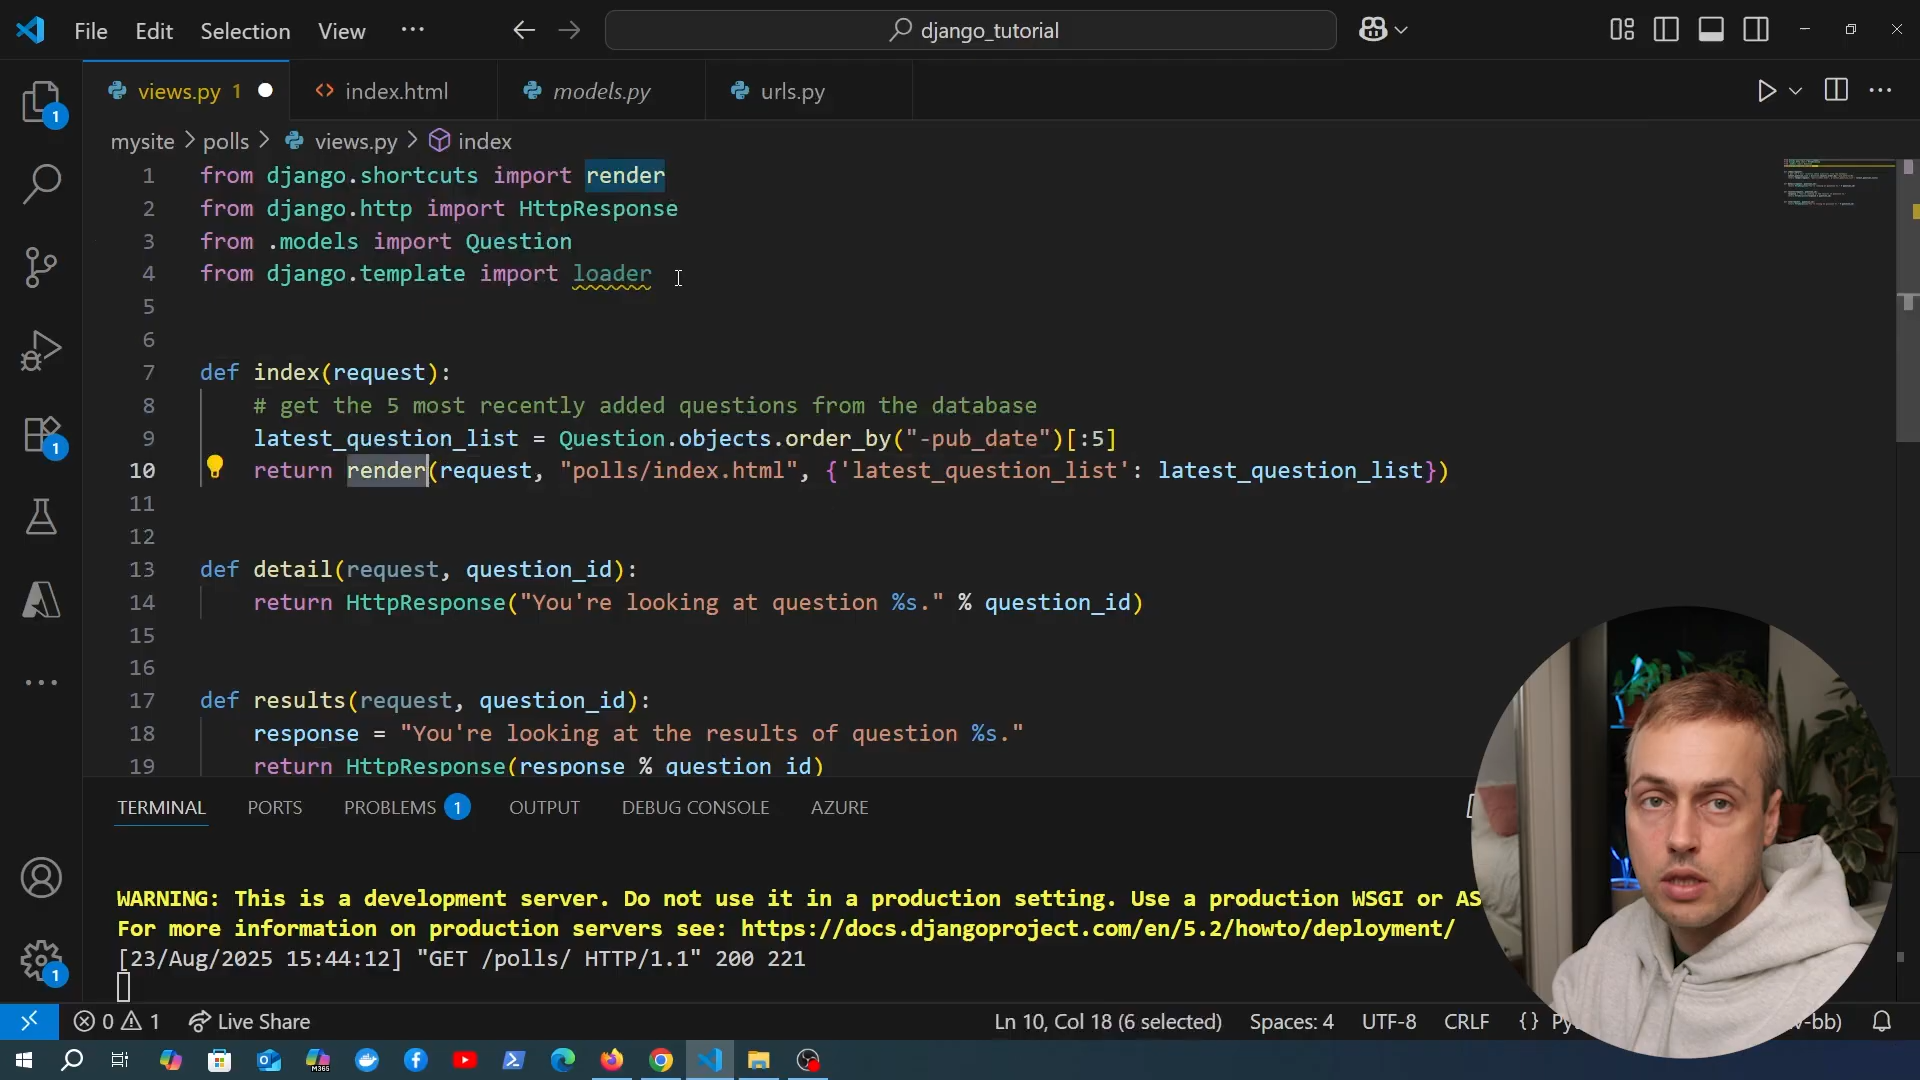 File Edit Selection View ··· django_tutorial
views.py 1 index.html models.py urls.py
mysite > polls > views.py > index
1 from django.shortcuts import render
2 from django.http import HttpResponse
3 from .models import Question
4 from django.template import loader
5
6
7 def index(request):
8 # get the 5 most recently added questions from the database
9 latest_question_list = Question.objects.order_by("-pub_date")[:5]
10 return render(request, "polls/index.html", {'latest_question_list': latest_question_list})
11
12
13 def detail(request, question_id):
14 return HttpResponse("You're looking at question %s." % question_id)
15
16
17 def results(request, question_id):
18 response = "You're looking at the results of question %s."
19 return HttpResponse(response % question_id)
TERMINAL PORTS PROBLEMS 1 OUTPUT DEBUG CONSOLE AZURE
WARNING: This is a development server. Do not use it in a production setting. Use a production WSGI or AS
For more information on production servers see: https://docs.djangoproject.com/en/5.2/howto/deployment/
[23/Aug/2025 15:44:12] "GET /polls/ HTTP/1.1" 200 221
0 1 Live Share Ln 10, Col 18 (6 selected) Spaces: 4 UTF-8 CRLF {}